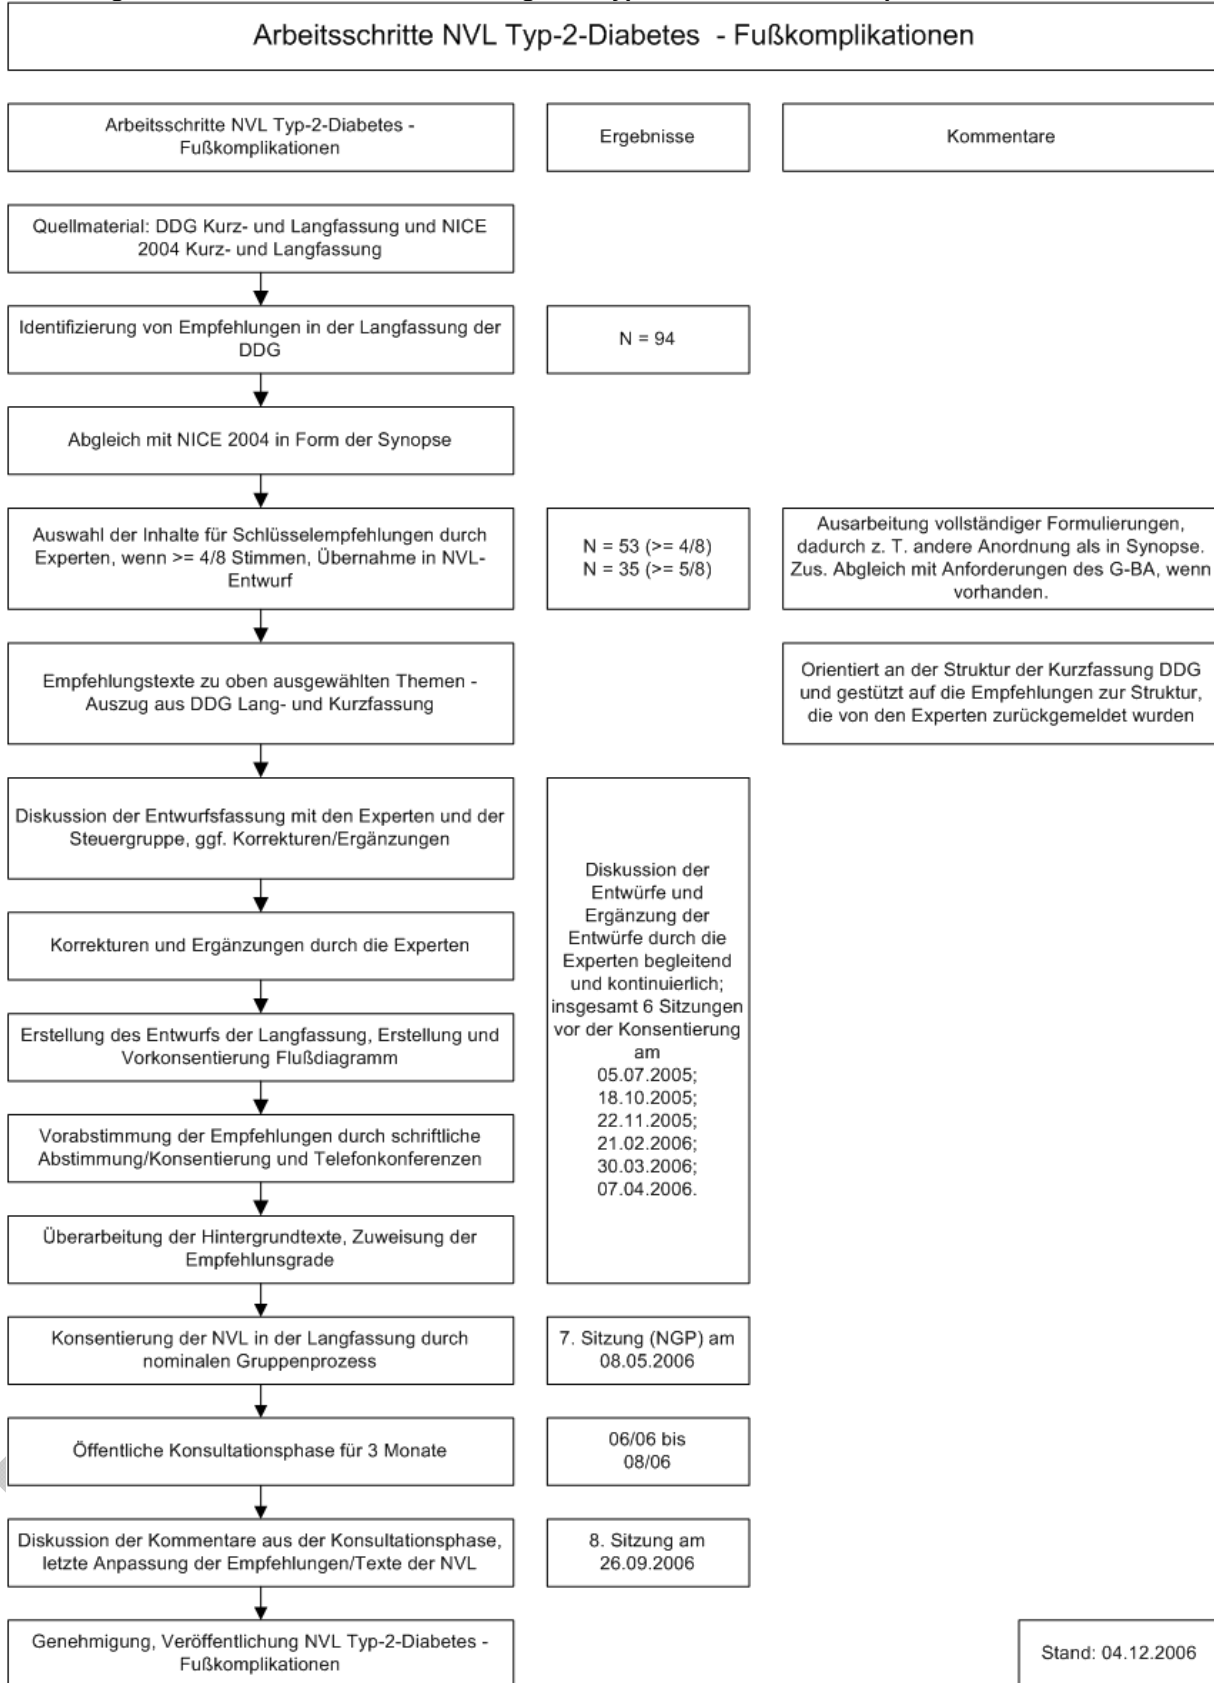 Arbeitsschritte NVL Typ-2-Diabetes - Fußkomplikationen
Arbeitsschritte NVL Typ-2-Diabetes -
Fußkomplikationen
Ergebnisse
Kommentare
Quellmaterial: DDG Kurz- und Langfassung und NICE
2004 Kurz- und Langfassung
Identifizierung von Empfehlungen in der Langfassung der
DDG
N = 94
Abgleich mit NICE 2004 in Form der Synopse
Auswahl der Inhalte für Schlüsselempfehlungen durch
Experten, wenn >= 4/8 Stimmen, Übernahme in NVL-
Entwurf
N = 53 (>= 4/8)
N = 35 (>= 5/8)
Ausarbeitung vollständiger Formulierungen,
dadurch z. T. andere Anordnung als in Synopse.
Zus. Abgleich mit Anforderungen des G-BA, wenn
vorhanden.
Empfehlungstexte zu oben ausgewählten Themen -
Auszug aus DDG Lang- und Kurzfassung
Orientiert an der Struktur der Kurzfassung DDG
und gestützt auf die Empfehlungen zur Struktur,
die von den Experten zurückgemeldet wurden
Diskussion der Entwurfsfassung mit den Experten und der
Steuergruppe, ggf. Korrekturen/Ergänzungen
Korrekturen und Ergänzungen durch die Experten
Erstellung des Entwurfs der Langfassung, Erstellung und
Vorkonsentierung Flußdiagramm
Vorabstimmung der Empfehlungen durch schriftliche
Abstimmung/Konsentierung und Telefonkonferenzen
Überarbeitung der Hintergrundtexte, Zuweisung der
Empfehlunsgrade
Diskussion der
Entwürfe und
Ergänzung der
Entwürfe durch die
Experten begleitend
und kontinuierlich;
insgesamt 6 Sitzungen
vor der Konsentierung
am
05.07.2005;
18.10.2005;
22.11.2005;
21.02.2006;
30.03.2006;
07.04.2006.
Konsentierung der NVL in der Langfassung durch
nominalen Gruppenprozess
7. Sitzung (NGP) am
08.05.2006
Öffentliche Konsultationsphase für 3 Monate
06/06 bis
08/06
Diskussion der Kommentare aus der Konsultationsphase,
letzte Anpassung der Empfehlungen/Texte der NVL
8. Sitzung am
26.09.2006
Genehmigung, Veröffentlichung NVL Typ-2-Diabetes -
Fußkomplikationen
Stand: 04.12.2006